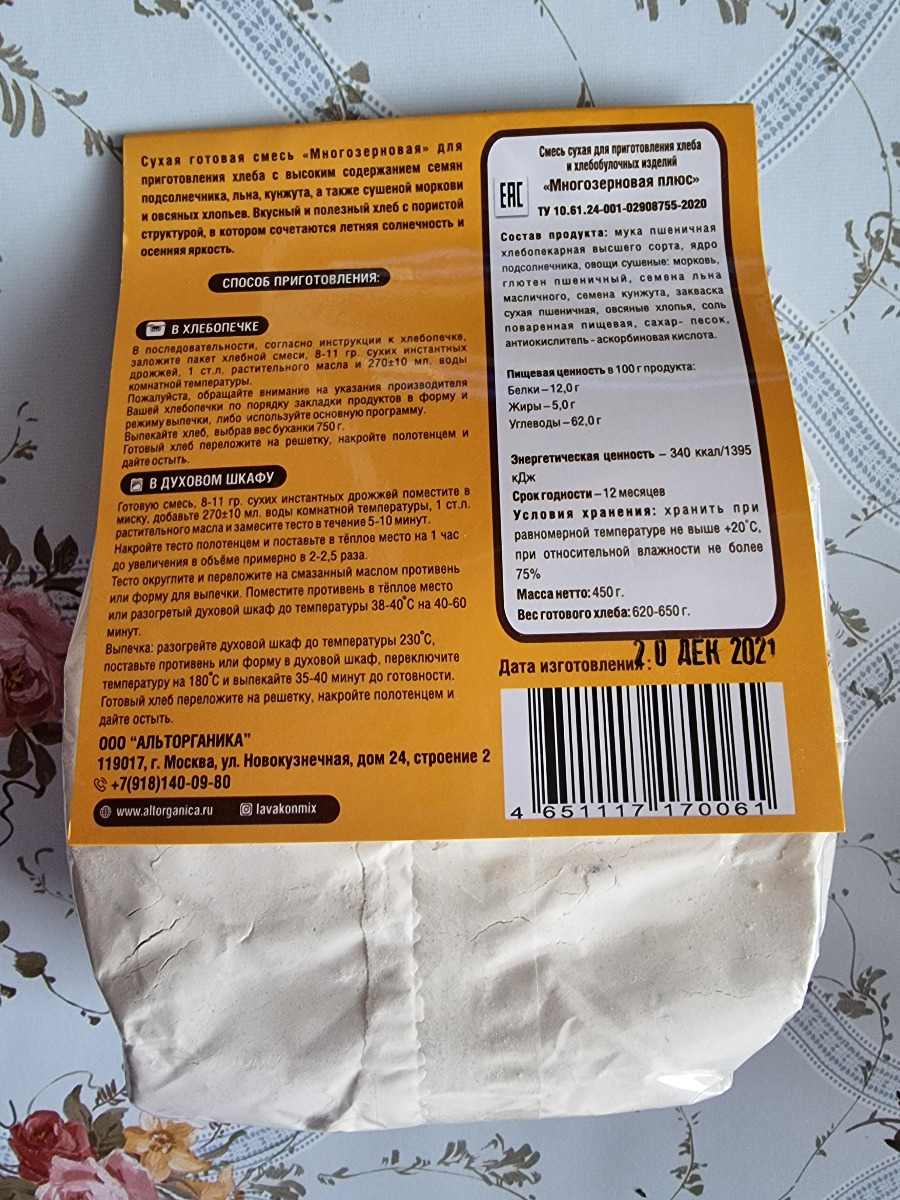 Сухая готовая смесь «Многозерновая» для
приготовления хлеба с высоким содержанием семян
подсолнечника, льна, кунжута, а также сушеной моркови
и овсяных хлопьев. Вкусный и полезный хлеб с пористой
структурой, в котором сочетаются летняя солнечность и
осенняя яркость.
СПОСОБ ПРИГОТОВЛЕНИЯ:
В ХЛЕБОПЕЧКЕ
В последовательности, согласно инструкции к хлебопечке,
заложите пакет хлебной смеси, 8-11 гр. сухих инстантных
дрожжей, 1 ст.л. растительного масла и 270±10 мл. воды
комнатной температуры.
Пожалуйста, обращайте внимание на указания производителя
Вашей хлебопечки по порядку закладки продуктов в форму и
режиму выпечки, либо используйте основную программу.
Выпекайте хлеб, выбрав вес буханки 750 г.
Готовый хлеб переложите на решетку, накройте полотенцем и
дайте остыть.
В ДУХОВОМ ШКАФУ
Готовую смесь, 8-11 гр. сухих инстантных дрожжей поместите в
миску, добавьте 270±10 мл. воды комнатной температуры, 1 ст.л.
растительного масла и замесите тесто в течение 5-10 минут.
Накройте тесто полотенцем и поставьте в тёплое место на 1 час
до увеличения в объёме примерно в 2-2,5 раза.
Тесто округлите и переложите на смазанный маслом противень
или форму для выпечки. Поместите противень в тёплое место
или разогретый духовой шкаф до температуры 38-40°С на 40-60
минут.
Выпечка: разогрейте духовой шкаф до температуры 230°С,
поставьте противень или форму в духовой шкаф, переключите
температуру на 180°С и выпекайте 35-40 минут до готовности.
Готовый хлеб переложите на решетку, накройте полотенцем и
дайте остыть.
ООО "АЛЬТОРГАНИКА"
119017, г. Москва, ул. Новокузнечная, дом 24, строение 2
+7(918)140-09-80
www.altorganica.ru lavakonmix
Смесь сухая для приготовления хлеба
и хлебобулочных изделий
«Многозерновая плюс»
EAC
ТУ 10.61.24-001-02908755-2020
Состав продукта: мука пшеничная
хлебопекарная высшего сорта, ядро
подсолнечника, овощи сушеные: морковь,
глютен пшеничный, семена льна
масличного, семена кунжута, закваска
сухая пшеничная, овсяные хлопья, соль
поваренная пищевая, сахар- песок,
антиокислитель - аскорбиновая кислота.
Пищевая ценность в 100 г продукта:
Белки – 12,0 г
Жиры – 5,0 г
Углеводы – 62,0 г
Энергетическая ценность – 340 ккал/1395
кДж
Срок годности – 12 месяцев
Условия хранения: хранить при
равномерной температуре не выше +20°С,
при относительной влажности не более
75%
Масса нетто: 450 г.
Вес готового хлеба: 620-650 г.
Дата изготовления: 20 ДЕК 2021
4 651117 170061